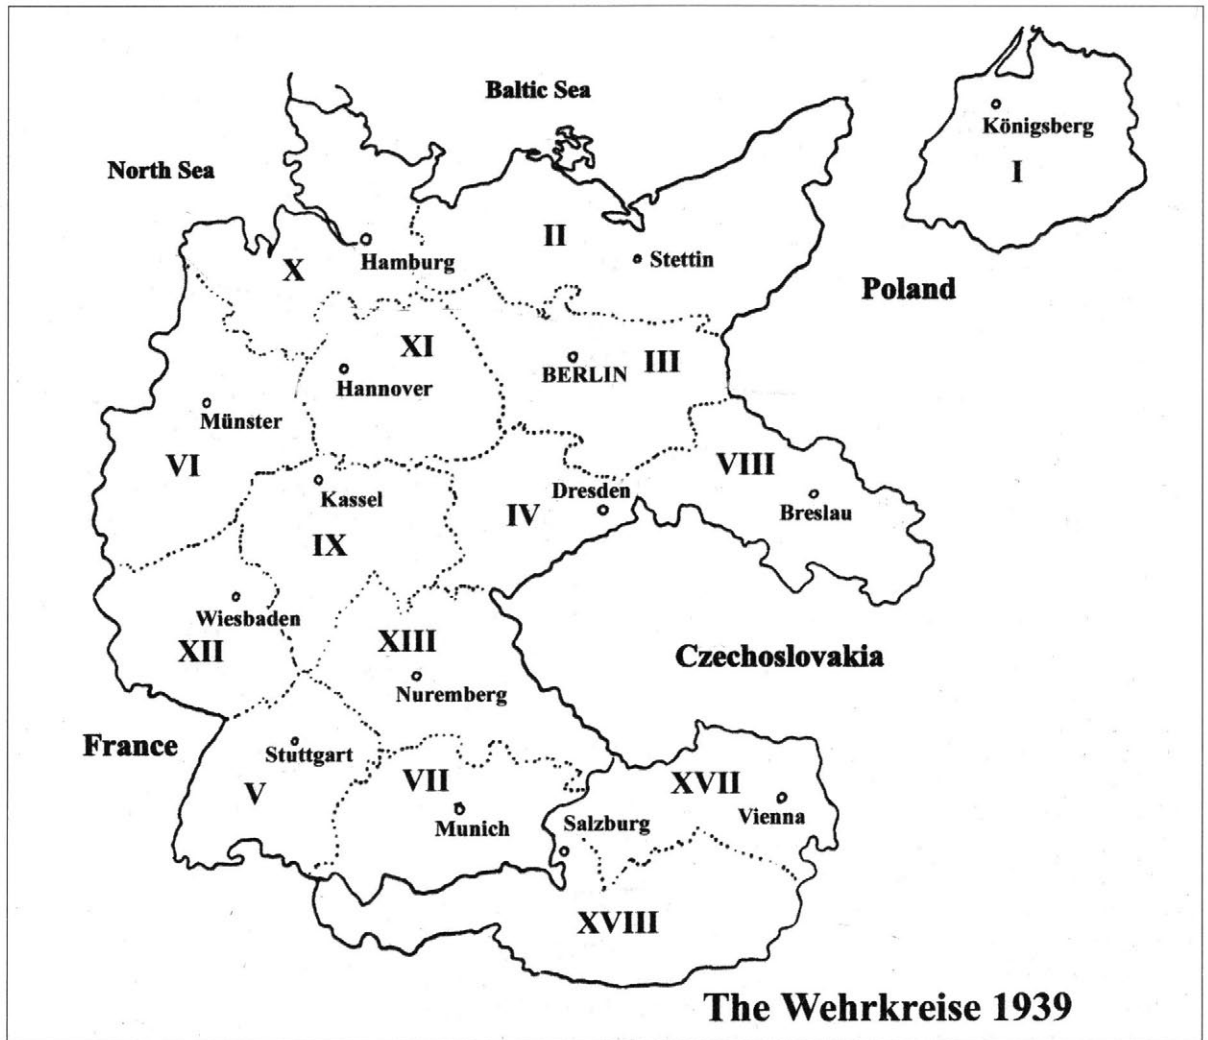 Baltic Sea
Königsberg
I
North Sea
II
X
Hamburg
Stettin
Poland
XI
III
BERLIN
Hannover
Münster
VI
VIII
Dresden
Kassel
IV
Breslau
IX
Wiesbaden
XIII
XII
Czechoslovakia
Nuremberg
France
Stuttgart
VII
XVII
V
Munich
Salzburg
Vienna
XVIII
The Wehrkreise 1939